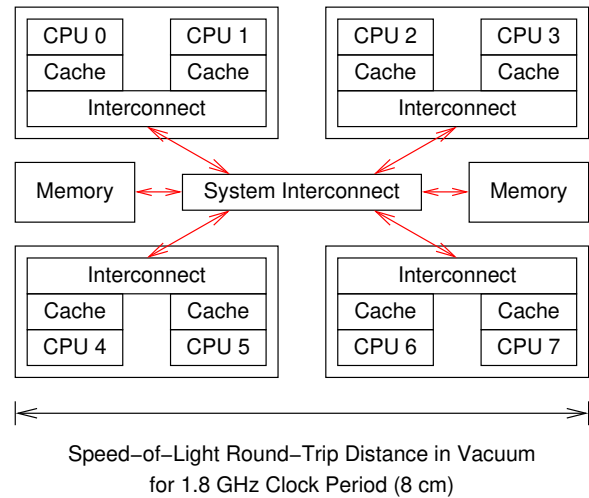 CPU 0 CPU 1 CPU 2 CPU 3
Cache Cache Cache Cache
Interconnect Interconnect
Memory System Interconnect Memory
Interconnect Interconnect
Cache Cache Cache Cache
CPU 4 CPU 5 CPU 6 CPU 7
Speed−of−Light Round−Trip Distance in Vacuum
for 1.8 GHz Clock Period (8 cm)